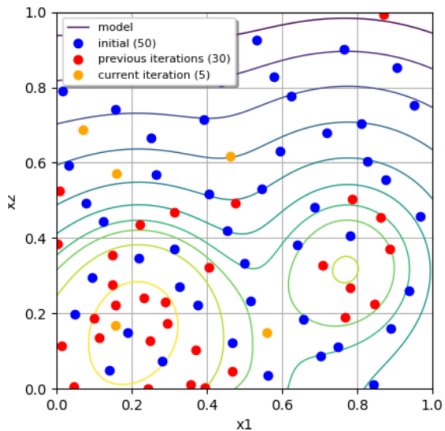 1.0
0.8
0.6
0.4
0.2
0.0
x2
model
initial (50)
previous iterations (30)
current iteration (5)
0.0 0.2 0.4 0.6 0.8 1.0
x1